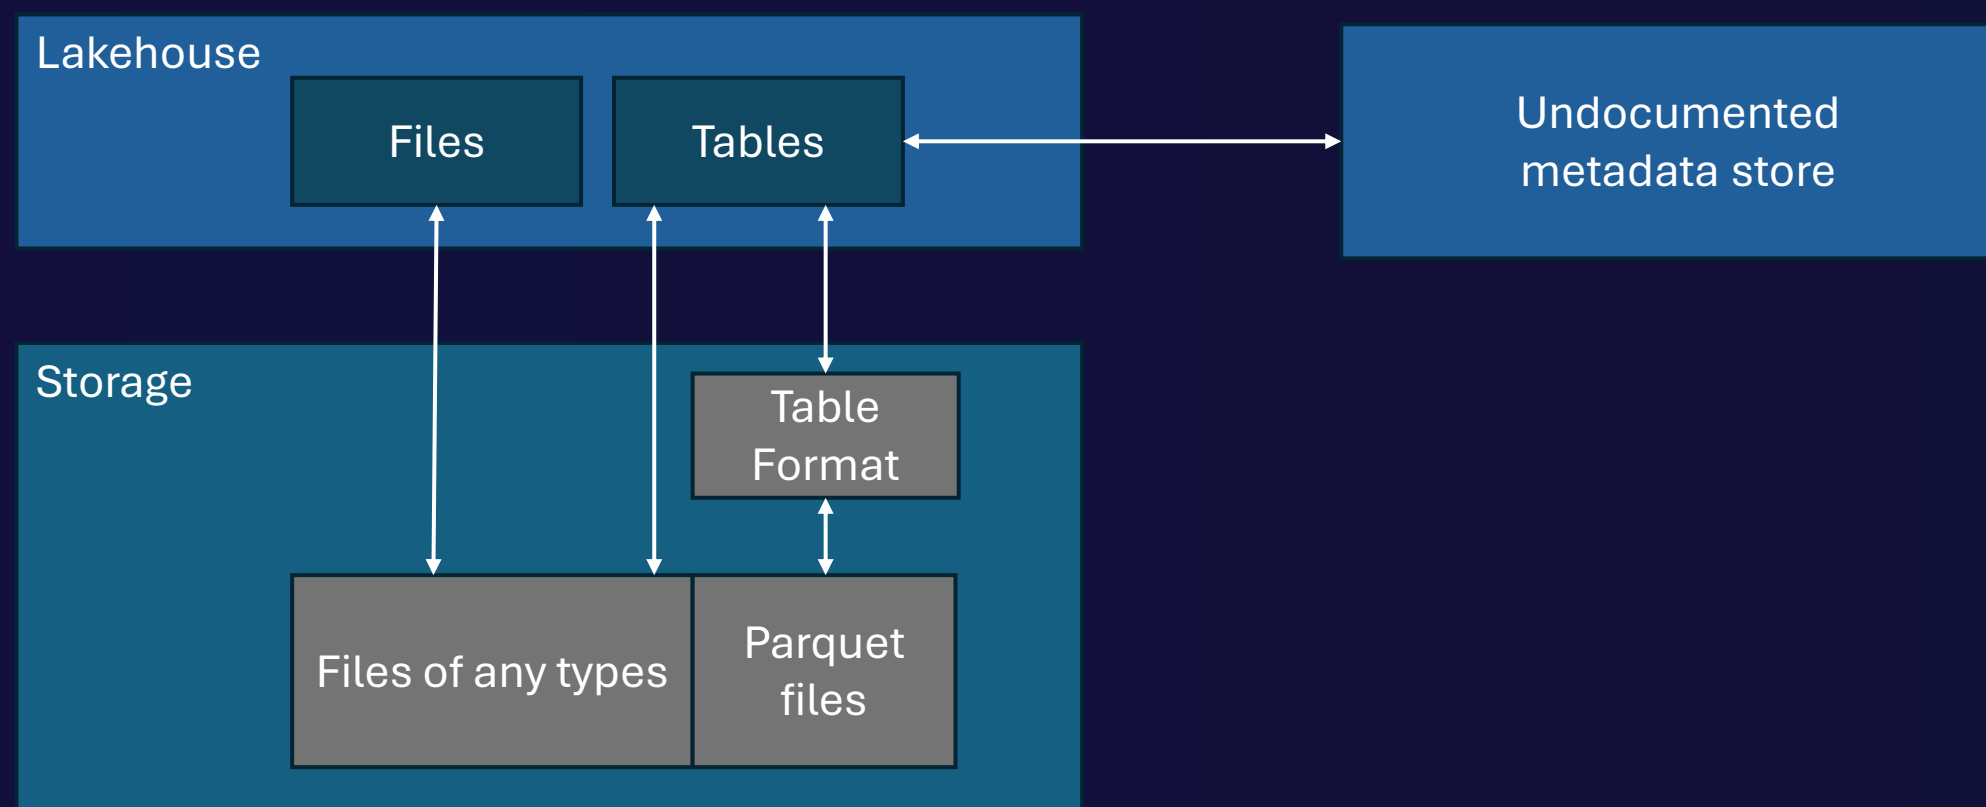 Lakehouse
Files
Tables
Undocumented
metadata store
Storage
Table
Format
Files of any types
Parquet
files